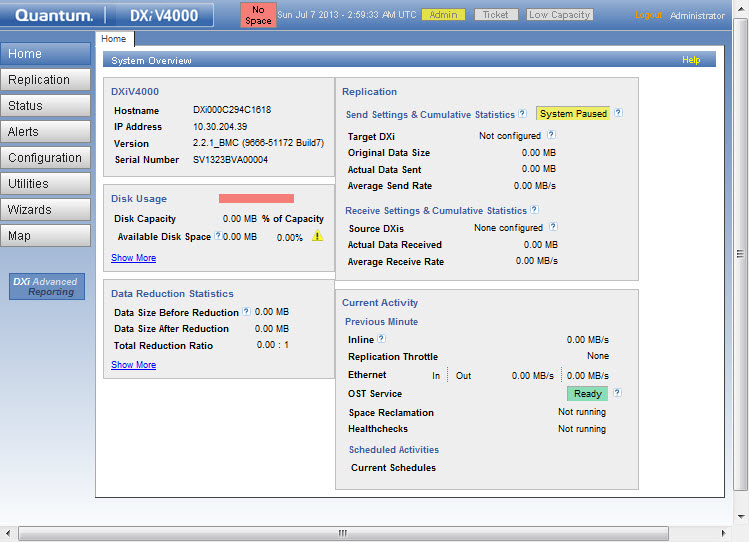 Quantum. DXi V4000
No Space
Sun Jul 7 2013 - 2:59:33 AM UTC
Admin
Ticket
Low Capacity
Logout
Administrator
Home
Replication
Status
Alerts
Configuration
Utilities
Wizards
Map
DXi Advanced
Reporting
Home
System Overview
Help
DXiV4000
Hostname DXi000C294C1618
IP Address 10.30.204.39
Version 2.2.1_BMC (9666-51172 Build7)
Serial Number SV1323BVA00004
Disk Usage
Disk Capacity 0.00 MB % of Capacity
Available Disk Space ? 0.00 MB 0.00%
Show More
Data Reduction Statistics
Data Size Before Reduction ? 0.00 MB
Data Size After Reduction 0.00 MB
Total Reduction Ratio 0.00 : 1
Show More
Replication
Send Settings & Cumulative Statistics ? System Paused ?
Target DXi Not configured ?
Original Data Size 0.00 MB
Actual Data Sent 0.00 MB
Average Send Rate 0.00 MB/s
Receive Settings & Cumulative Statistics ?
Source DXis None configured ?
Actual Data Received 0.00 MB
Average Receive Rate 0.00 MB/s
Current Activity
Previous Minute
Inline ? 0.00 MB/s
Replication Throttle None
Ethernet In Out 0.00 MB/s 0.00 MB/s
OST Service Ready ?
Space Reclamation Not running
Healthchecks Not running
Scheduled Activities
Current Schedules